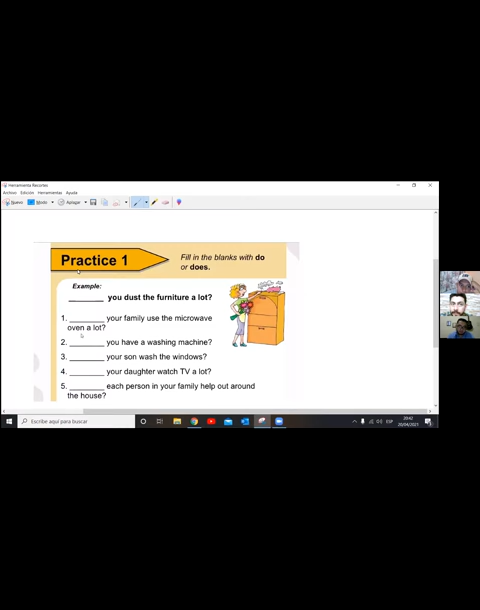 Herramienta Recortes
Archivo Edición Herramientas Ayuda
Nuevo Modo Aplazar
Practice 1
Fill in the blanks with do
or does.
Example:
________ you dust the furniture a lot?
1. ________ your family use the microwave
oven a lot?
2. ________ you have a washing machine?
3. ________ your son wash the windows?
4. ________ your daughter watch TV a lot?
5. ________ each person in your family help out around
the house?
Escribe aquí para buscar
ESP
20:42
20/04/2021